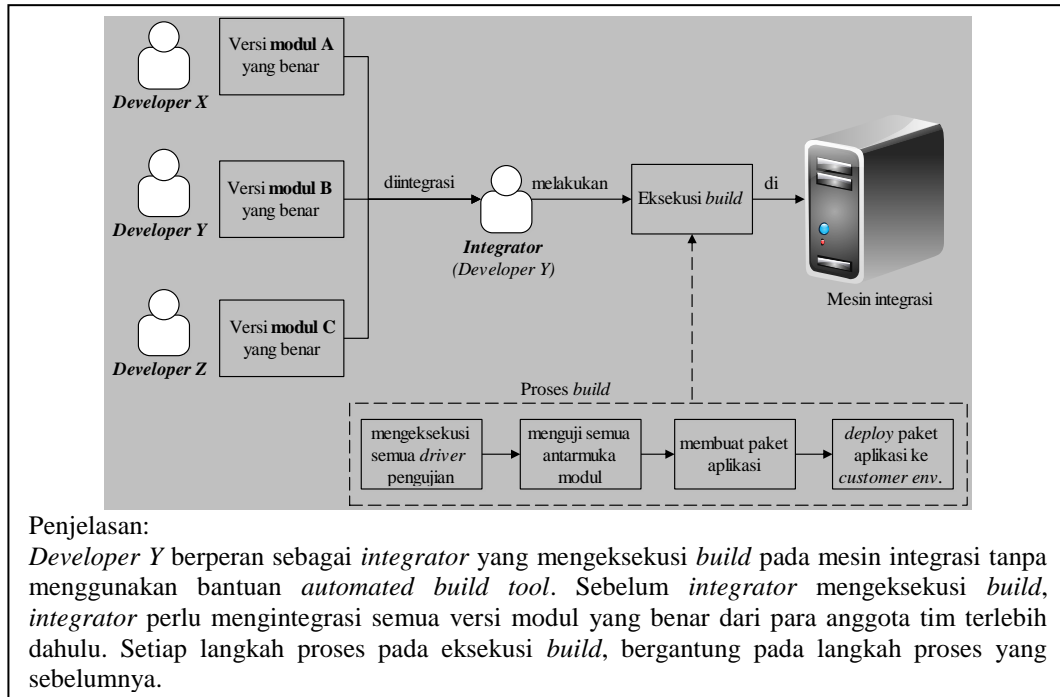 Versi modul A
yang benar
Developer X
Versi modul B
yang benar
Developer Y
Versi modul C
yang benar
Developer Z
diintegrasi
Integrator
(Developer Y)
melakukan
Eksekusi build
di
Mesin integrasi
Proses build
mengeksekusi
semua driver
pengujian
menguji semua
antarmuka
modul
membuat paket
aplikasi
deploy paket
aplikasi ke
customer env.
Penjelasan:
Developer Y berperan sebagai integrator yang mengeksekusi build pada mesin integrasi tanpa
menggunakan bantuan automated build tool. Sebelum integrator mengeksekusi build,
integrator perlu mengintegrasi semua versi modul yang benar dari para anggota tim terlebih
dahulu. Setiap langkah proses pada eksekusi build, bergantung pada langkah proses yang
sebelumnya.